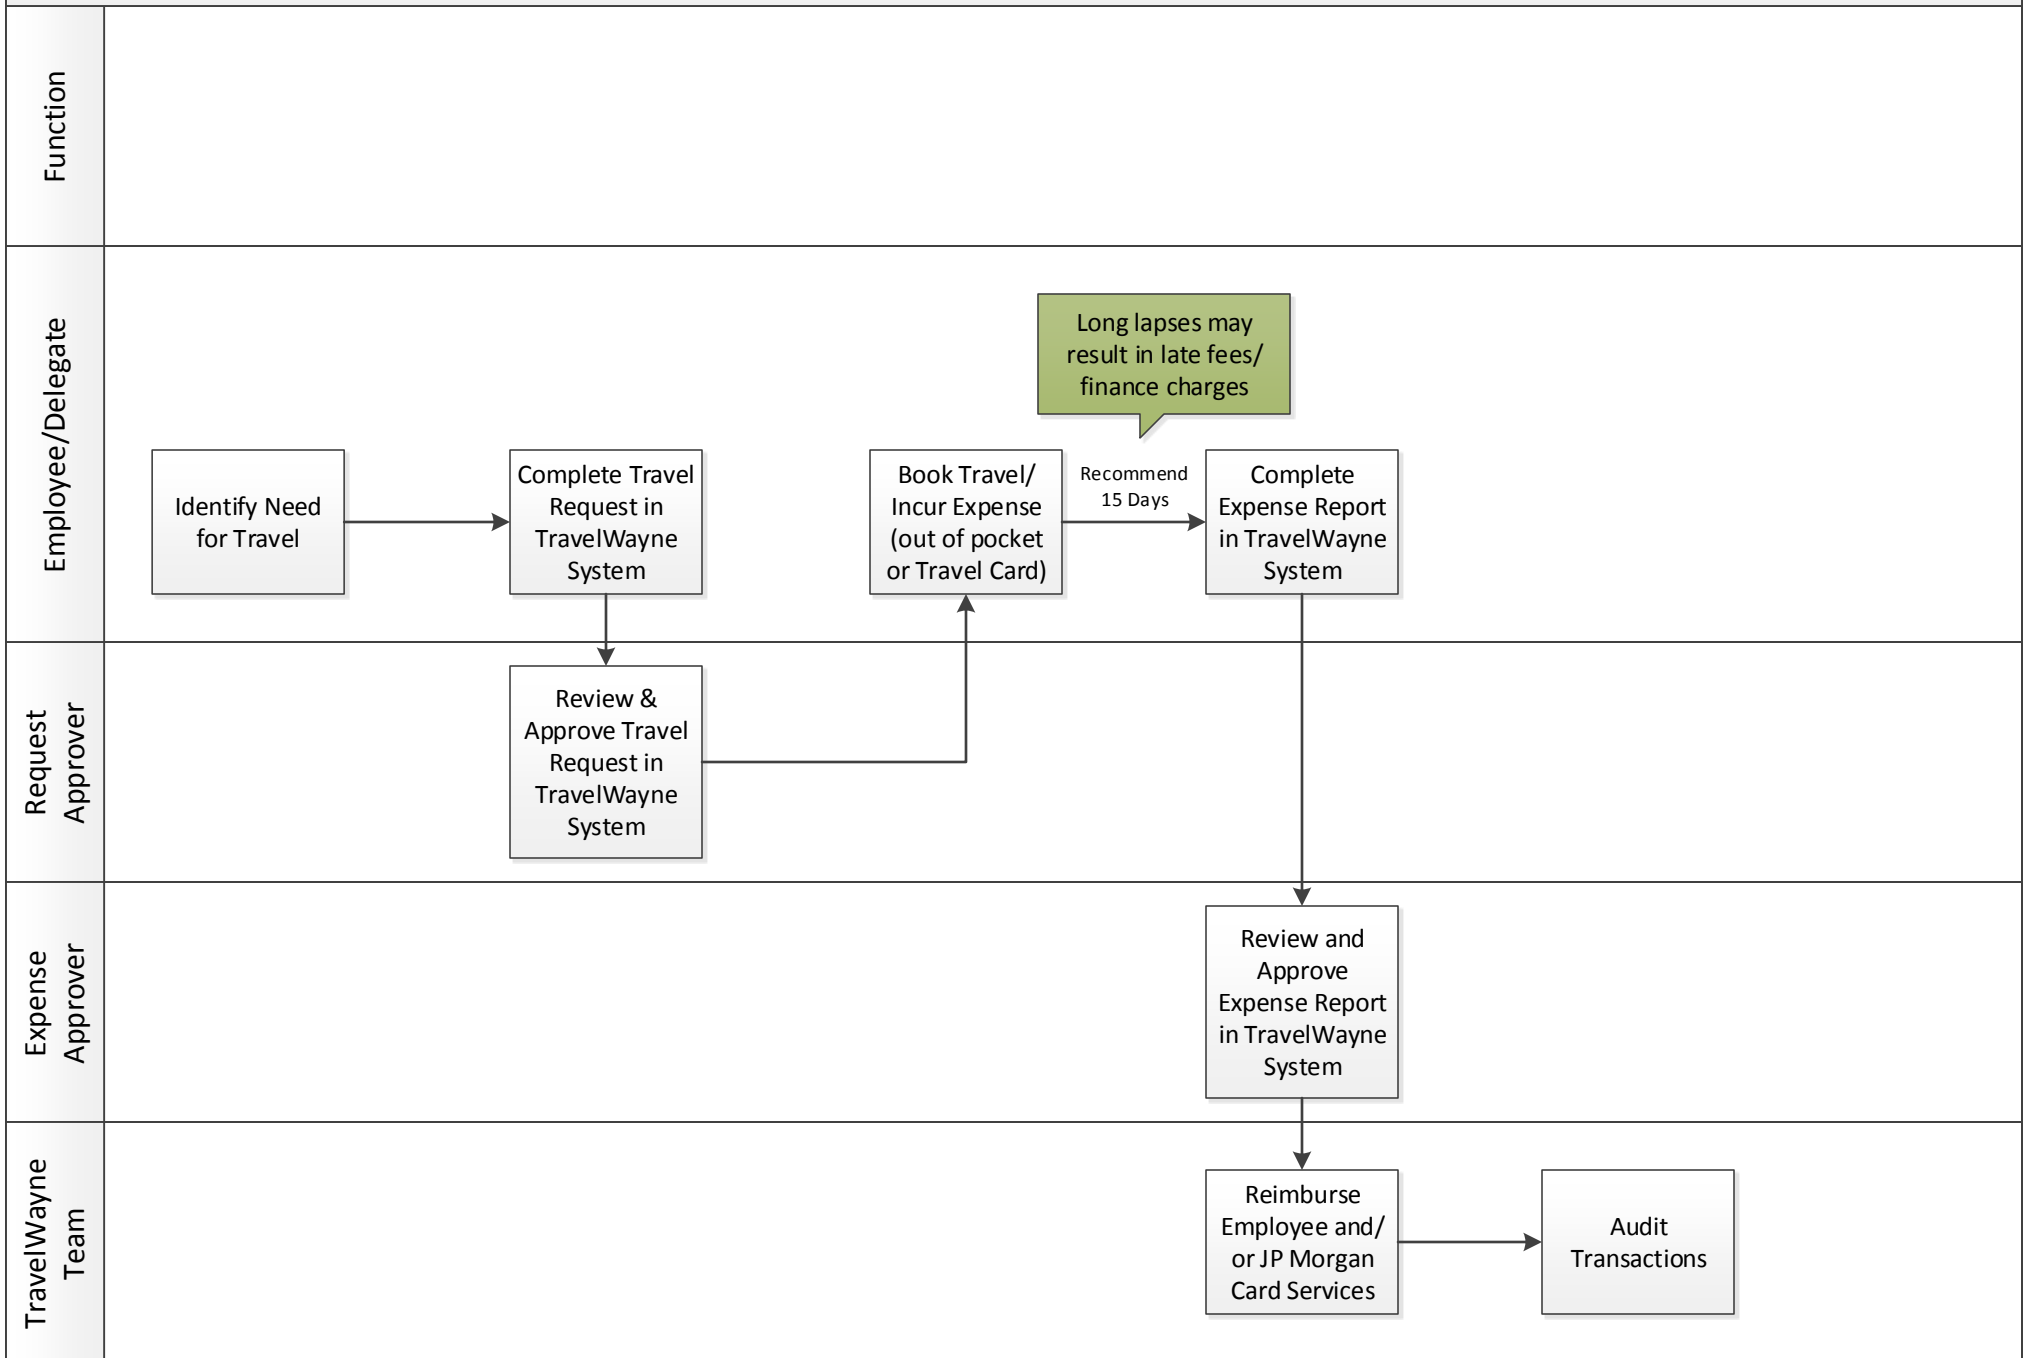 Function
Employee/Delegate
Long lapses may
result in late fees/
finance charges
Identify Need
for Travel
Complete Travel
Request in
TravelWayne
System
Book Travel/
Incur Expense
(out of pocket
or Travel Card)
Recommend
15 Days
Complete
Expense Report
in TravelWayne
System
Request
Approver
Review &
Approve Travel
Request in
TravelWayne
System
Expense
Approver
Review and
Approve
Expense Report
in TravelWayne
System
TravelWayne
Team
Reimburse
Employee and/
or JP Morgan
Card Services
Audit
Transactions